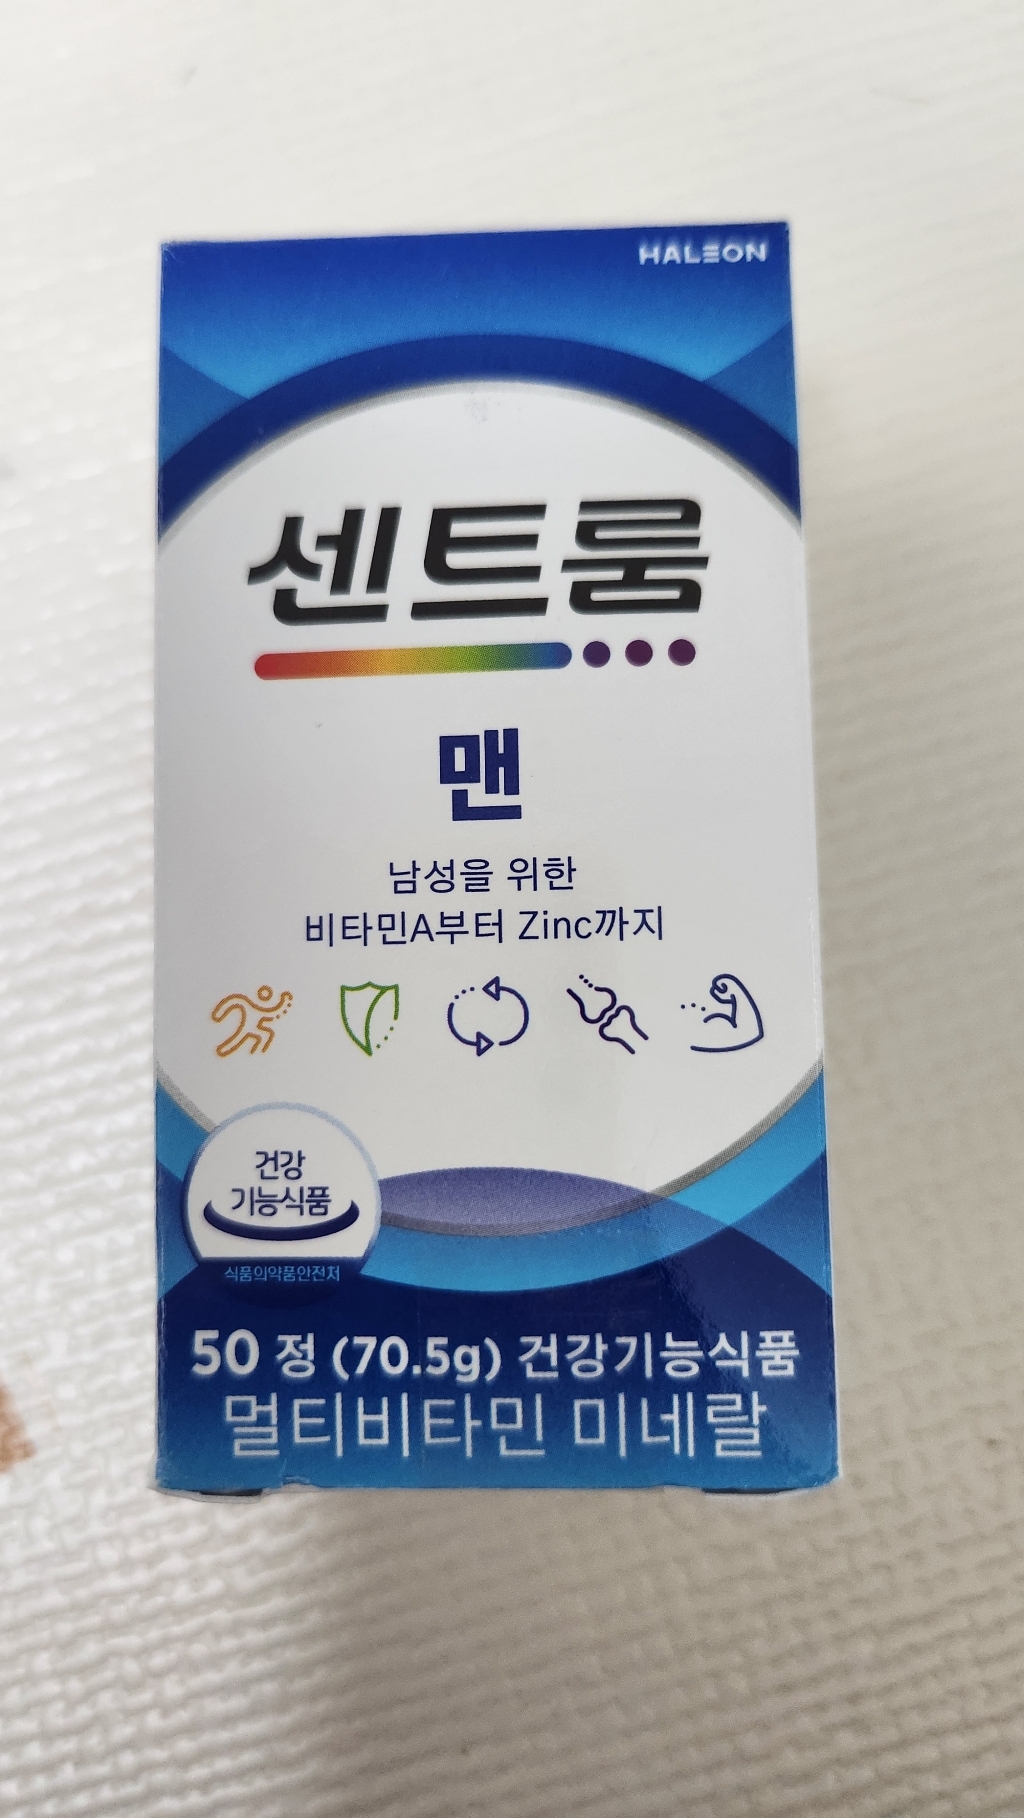 HALEON
센트룸
맨
남성을 위한
비타민A부터 Zinc까지
건강
기능식품
식품의약품안전처
50 정 (70.5g) 건강기능식품
멀티비타민 미네랄